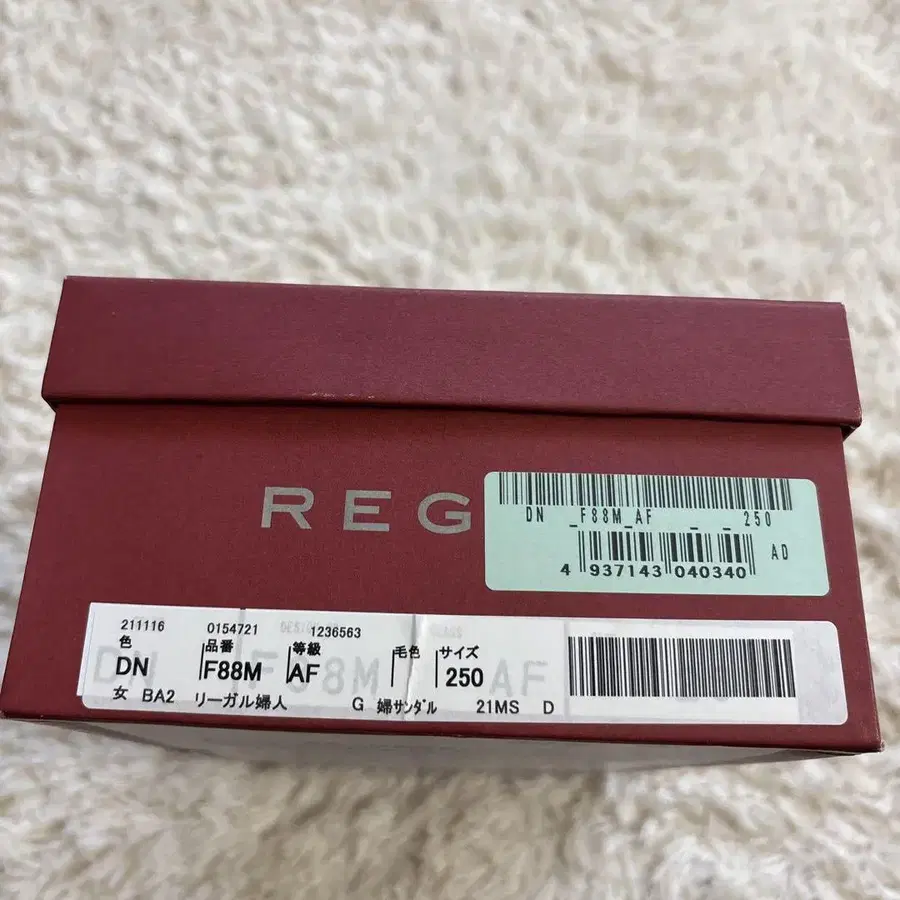 REG
DN _F88M_AF _ _ 250
AD
4 937143 040340
211116 0154721 1236563
色 品番 等級 毛色 サイズ
DN F88M AF 250
女 BA2 リーガル婦人 G 婦サンダル 21MS D